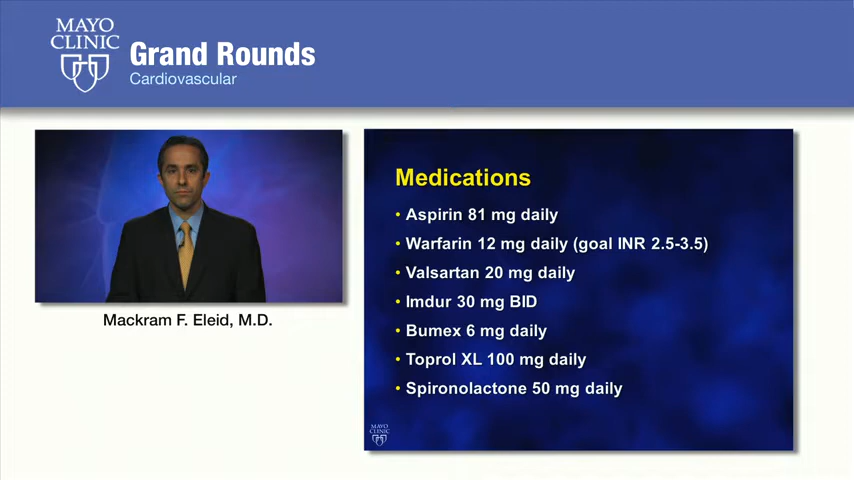 MAYO
CLINIC
Grand Rounds
Cardiovascular
Mackram F. Eleid, M.D.
Medications
• Aspirin 81 mg daily
• Warfarin 12 mg daily (goal INR 2.5-3.5)
• Valsartan 20 mg daily
• Imdur 30 mg BID
• Bumex 6 mg daily
• Toprol XL 100 mg daily
• Spironolactone 50 mg daily
MAYO
CLINIC